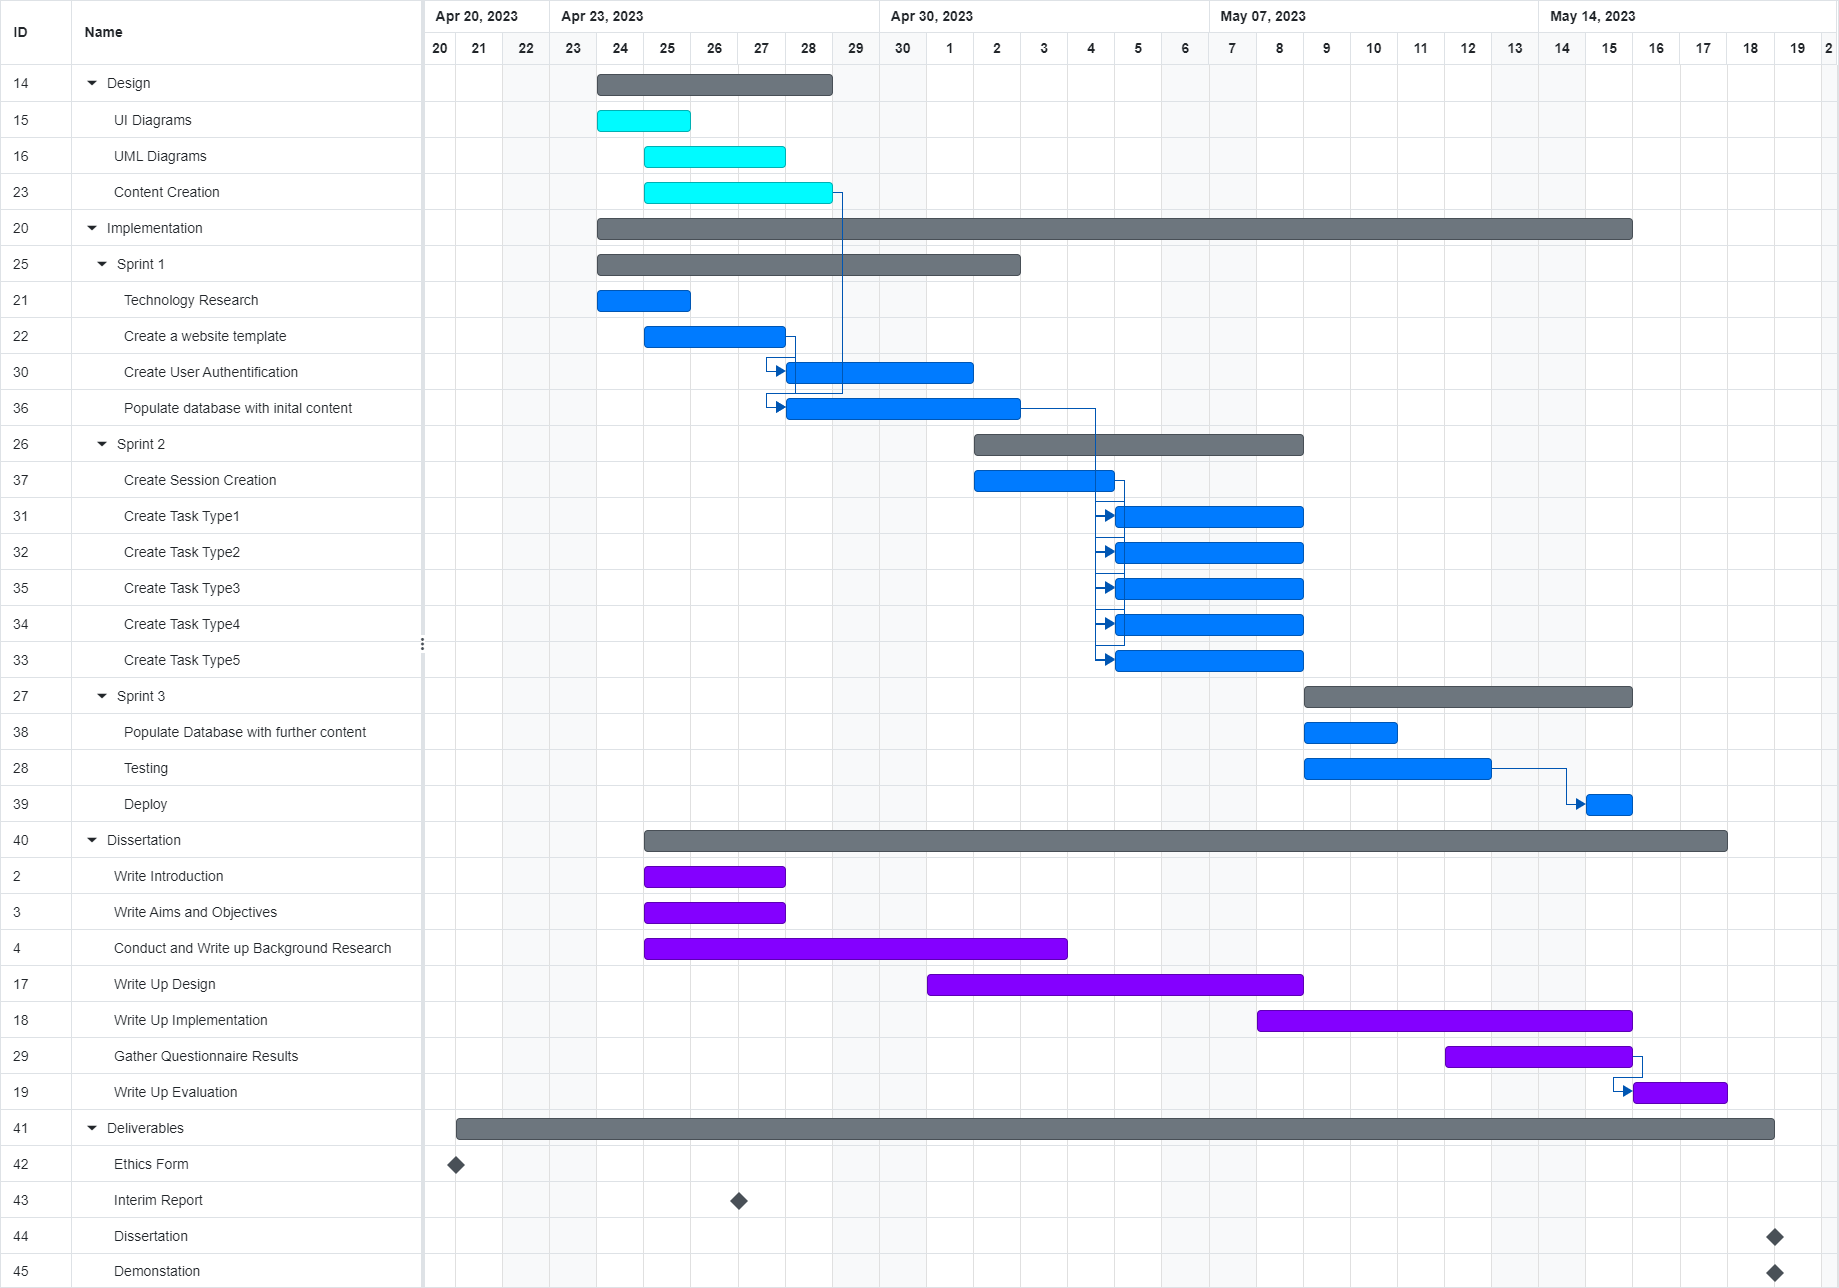 ID Name Apr 20, 2023 Apr 23, 2023 Apr 30, 2023 May 07, 2023 May 14, 2023
20 21 22 23 24 25 26 27 28 29 30 1 2 3 4 5 6 7 8 9 10 11 12 13 14 15 16 17 18 19 2
14 Design
15 UI Diagrams
16 UML Diagrams
23 Content Creation
20 Implementation
25 Sprint 1
21 Technology Research
22 Create a website template
30 Create User Authentification
36 Populate database with inital content
26 Sprint 2
37 Create Session Creation
31 Create Task Type1
32 Create Task Type2
35 Create Task Type3
34 Create Task Type4
33 Create Task Type5
27 Sprint 3
38 Populate Database with further content
28 Testing
39 Deploy
40 Dissertation
2 Write Introduction
3 Write Aims and Objectives
4 Conduct and Write up Background Research
17 Write Up Design
18 Write Up Implementation
29 Gather Questionnaire Results
19 Write Up Evaluation
41 Deliverables
42 Ethics Form
43 Interim Report
44 Dissertation
45 Demonstation